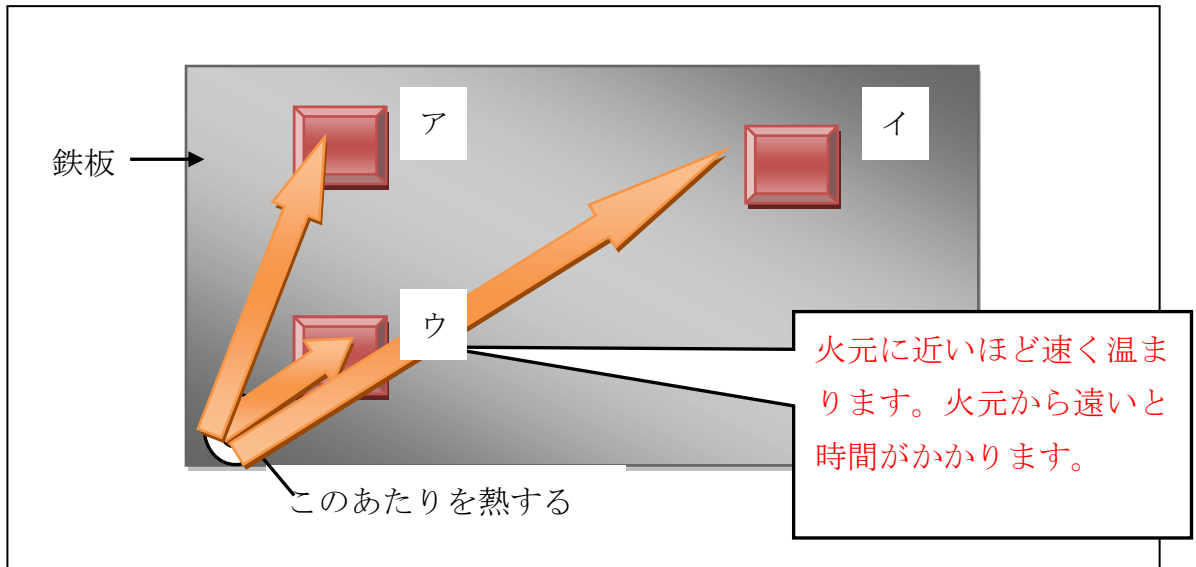 ア
イ
鉄板
ウ
火元に近いほど速く温ま
ります。火元から遠いと
時間がかかります。
このあたりを熱する